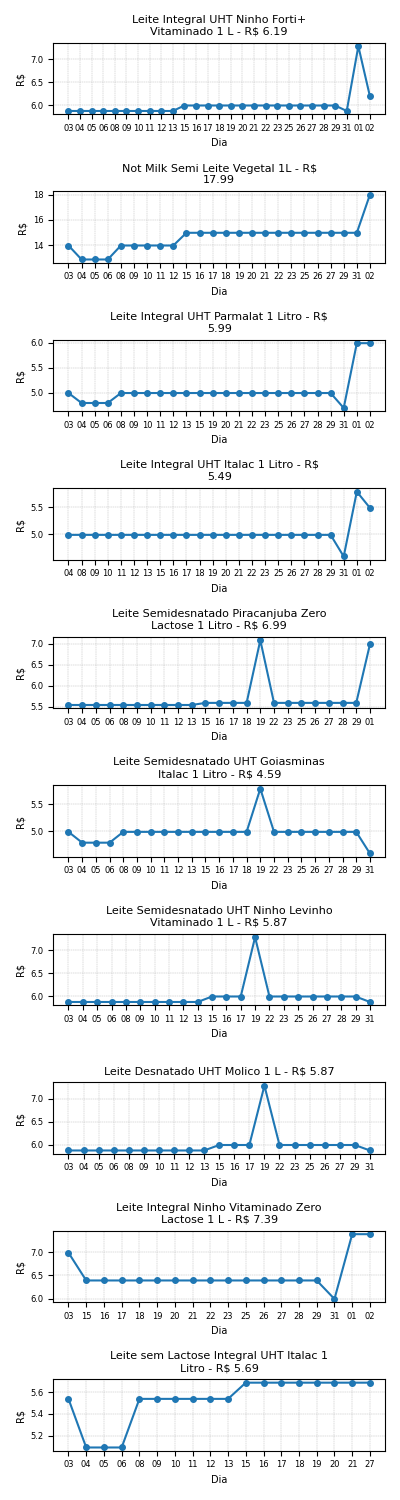 Leite Integral UHT Ninho Forti+
Vitaminado 1 L - R$ 6.19
7.0
6.5
6.0
R$
03 04 05 06 08 09 10 11 12 13 15 16 17 18 19 20 21 22 23 25 26 27 28 29 31 01 02
Dia
Not Milk Semi Leite Vegetal 1L - R$
17.99
18
16
14
R$
03 04 05 06 08 09 10 11 12 15 16 17 18 19 20 21 22 23 25 26 27 28 29 31 02
Dia
Leite Integral UHT Parmalat 1 Litro - R$
5.99
6.0
5.5
5.0
R$
03 04 05 06 08 09 10 11 12 13 15 16 17 19 20 21 22 23 26 27 28 29 31 01 02
Dia
Leite Integral UHT Italac 1 Litro - R$
5.49
5.5
5.0
R$
04 08 09 10 11 12 13 15 16 17 18 19 20 21 22 23 25 26 27 28 29 31 01 02
Dia
Leite Semidesnatado Piracanjuba Zero
Lactose 1 Litro - R$ 6.99
7.0
6.5
6.0
5.5
R$
03 04 05 06 08 09 10 11 12 13 15 16 17 18 19 22 23 25 26 27 28 29 01
Dia
Leite Semidesnatado UHT Goiasminas
Italac 1 Litro - R$ 4.59
5.5
5.0
R$
03 04 05 06 08 09 10 11 12 13 15 16 17 18 19 22 23 25 26 27 28 29 31
Dia
Leite Semidesnatado UHT Ninho Levinho
Vitaminado 1 L - R$ 5.87
7.0
6.5
6.0
R$
03 04 05 06 08 09 10 11 12 13 15 16 17 19 22 23 25 26 27 28 29 31
Dia
Leite Desnatado UHT Molico 1 L - R$ 5.87
7.0
6.5
6.0
R$
03 04 05 06 08 09 10 11 12 13 15 16 17 19 22 23 25 26 27 29 31
Dia
Leite Integral Ninho Vitaminado Zero
Lactose 1 L - R$ 7.39
7.0
6.5
6.0
R$
03 15 16 17 18 19 20 21 22 23 25 26 27 28 29 30 01 02
Dia
Leite sem Lactose Integral UHT Italac 1
Litro - R$ 5.69
5.6
5.4
5.2
R$
03 04 05 06 08 09 10 11 12 13 15 16 17 18 19 20 21 27
Dia